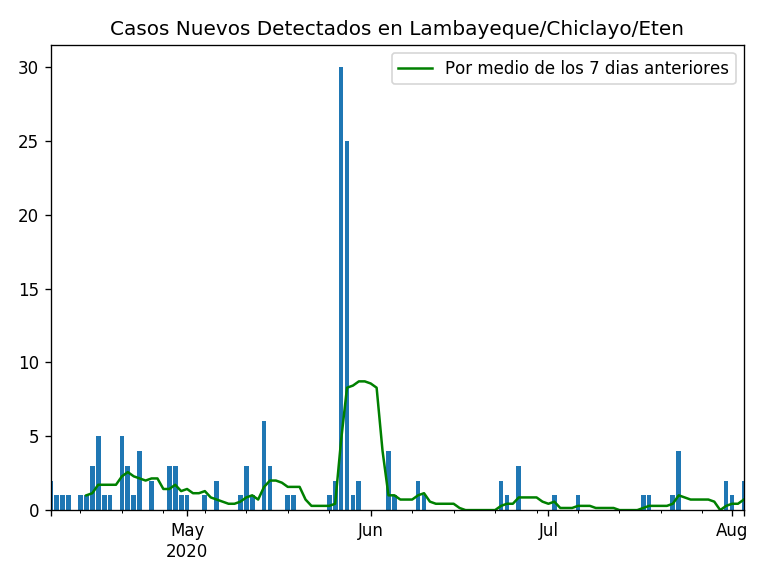 Casos Nuevos Detectados en Lambayeque/Chiclayo/Eten
Por medio de los 7 dias anteriores
30
25
20
15
10
5
0
May
2020
Jun
Jul
Aug